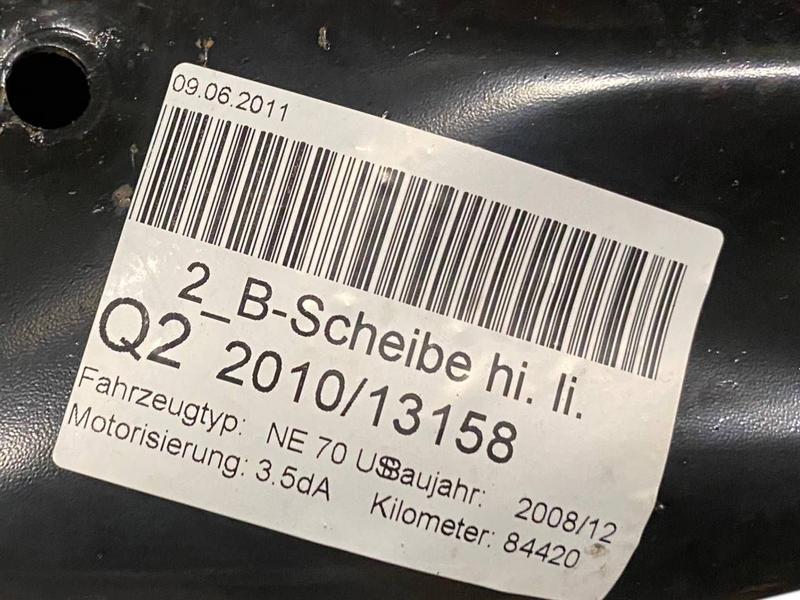 09.06.2011
2_B-Scheibe hi. li.
Q2 2010/13158
Fahrzeugtyp: NE 70 US Baujahr: 2008/12
Motorisierung: 3.5dA Kilometer: 84420